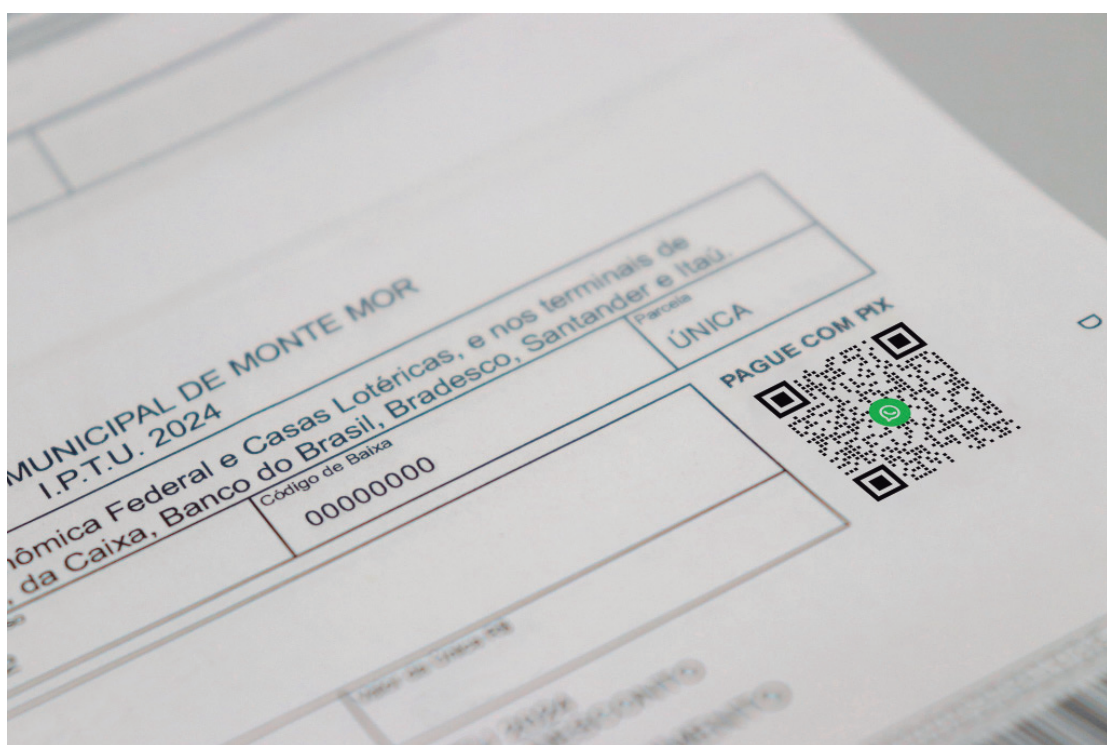 MUNICIPAL DE MONTE MOR
I.P.T.U. 2024
nômica Federal e Casas Lotéricas, e nos terminais de
da Caixa, Banco do Brasil, Bradesco, Santander e Itaú.
Código de Baixa
00000000
Parcela
ÚNICA
PAGUE COM PIX
D